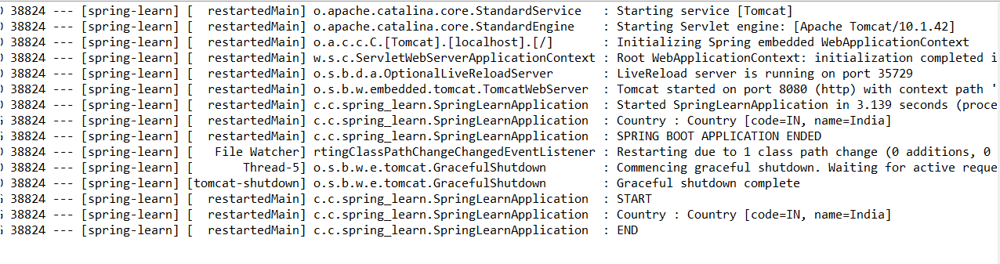 38824 --- [spring-learn] [  restartedMain] o.apache.catalina.core.StandardService   : Starting service [Tomcat]
38824 --- [spring-learn] [  restartedMain] o.apache.catalina.core.StandardEngine    : Starting Servlet engine: [Apache Tomcat/10.1.42]
38824 --- [spring-learn] [  restartedMain] o.a.c.c.C.[Tomcat].[localhost].[/]       : Initializing Spring embedded WebApplicationContext
38824 --- [spring-learn] [  restartedMain] w.s.c.ServletWebServerApplicationContext : Root WebApplicationContext: initialization completed i
38824 --- [spring-learn] [  restartedMain] o.s.b.d.a.OptionalLiveReloadServer       : LiveReload server is running on port 35729
38824 --- [spring-learn] [  restartedMain] o.s.b.w.embedded.tomcat.TomcatWebServer  : Tomcat started on port 8080 (http) with context path '
38824 --- [spring-learn] [  restartedMain] c.c.spring_learn.SpringLearnApplication  : Started SpringLearnApplication in 3.139 seconds (proce
38824 --- [spring-learn] [  restartedMain] c.c.spring_learn.SpringLearnApplication  : Country : Country [code=IN, name=India]
38824 --- [spring-learn] [  restartedMain] c.c.spring_learn.SpringLearnApplication  : SPRING BOOT APPLICATION ENDED
38824 --- [spring-learn] [   File Watcher] rtingClassPathChangeChangedEventListener : Restarting due to 1 class path change (0 additions, 0
38824 --- [spring-learn] [       Thread-5] o.s.b.w.e.tomcat.GracefulShutdown        : Commencing graceful shutdown. Waiting for active reque
38824 --- [spring-learn] [tomcat-shutdown] o.s.b.w.e.tomcat.GracefulShutdown        : Graceful shutdown complete
38824 --- [spring-learn] [  restartedMain] c.c.spring_learn.SpringLearnApplication  : START
38824 --- [spring-learn] [  restartedMain] c.c.spring_learn.SpringLearnApplication  : Country : Country [code=IN, name=India]
38824 --- [spring-learn] [  restartedMain] c.c.spring_learn.SpringLearnApplication  : END